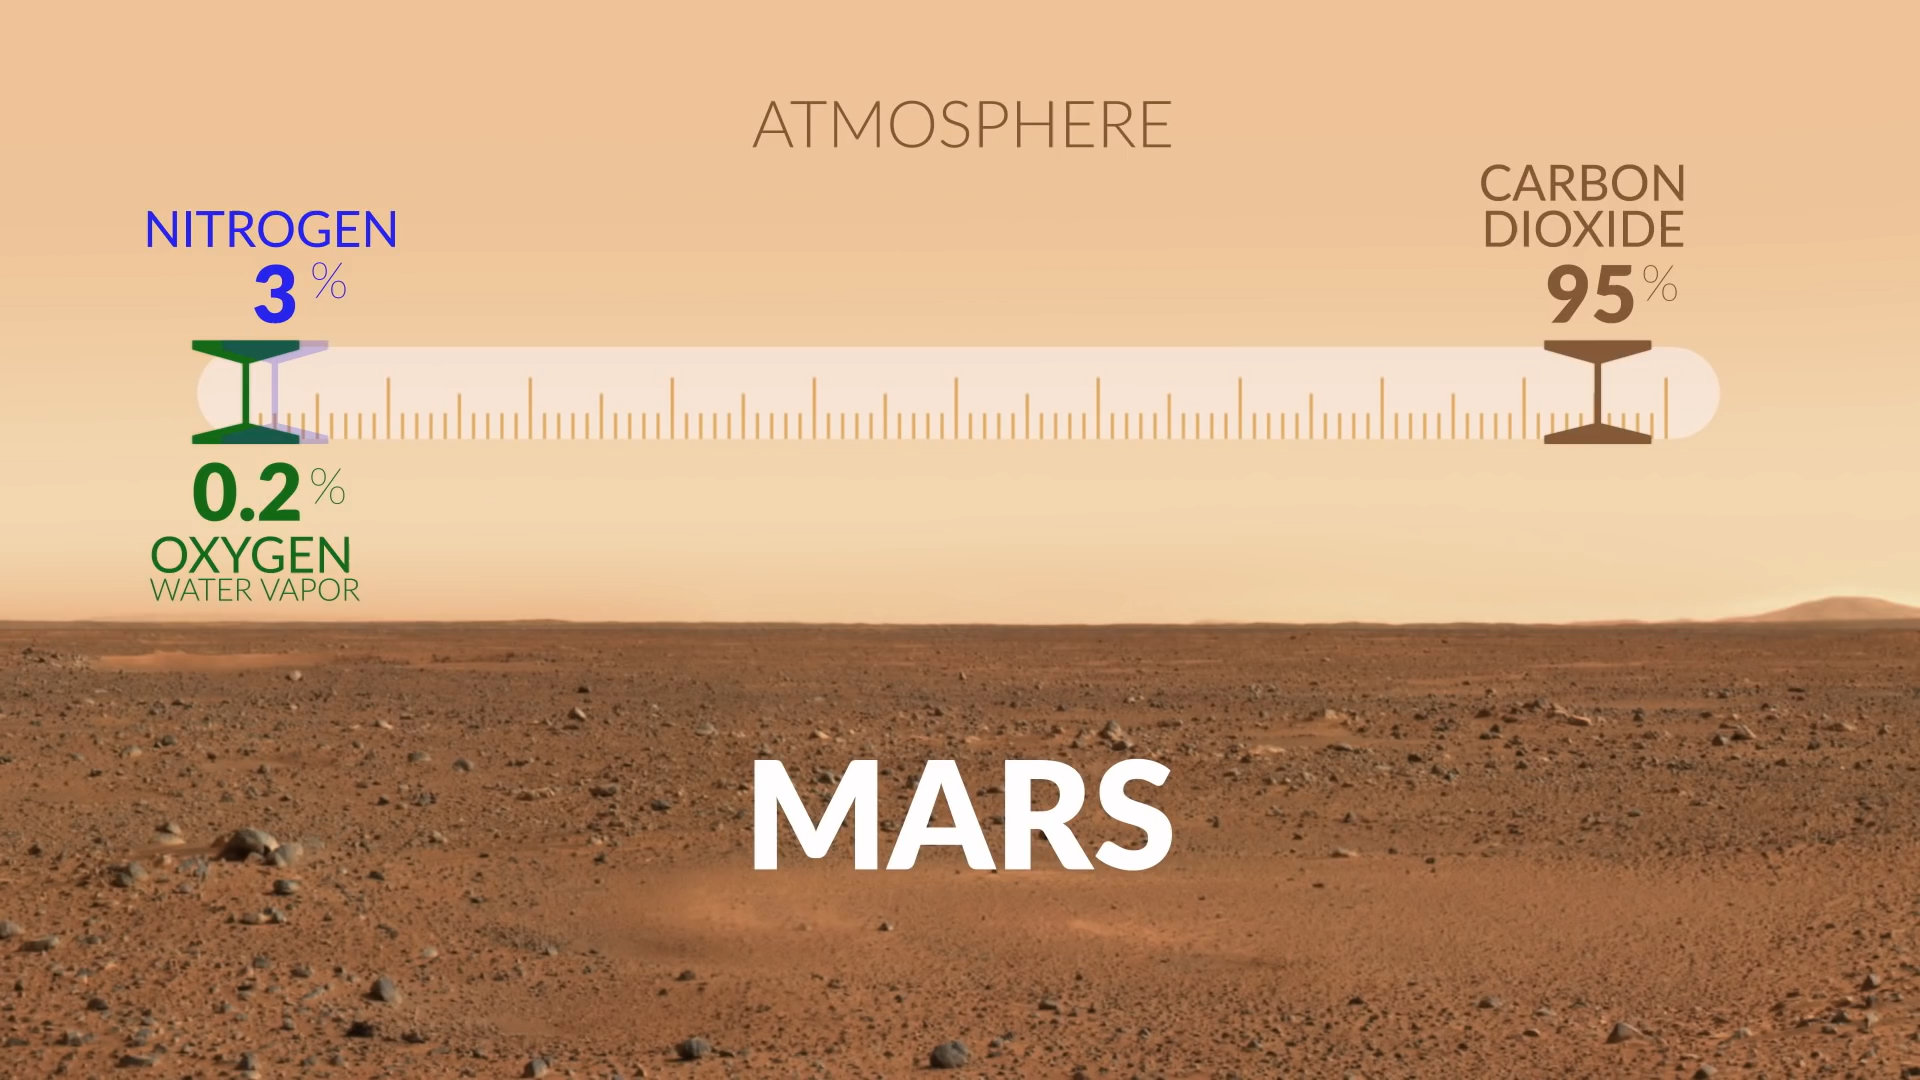 ATMOSPHERE
NITROGEN
3 %
CARBON
DIOXIDE
95 %
0.2 %
OXYGEN
WATER VAPOR
MARS